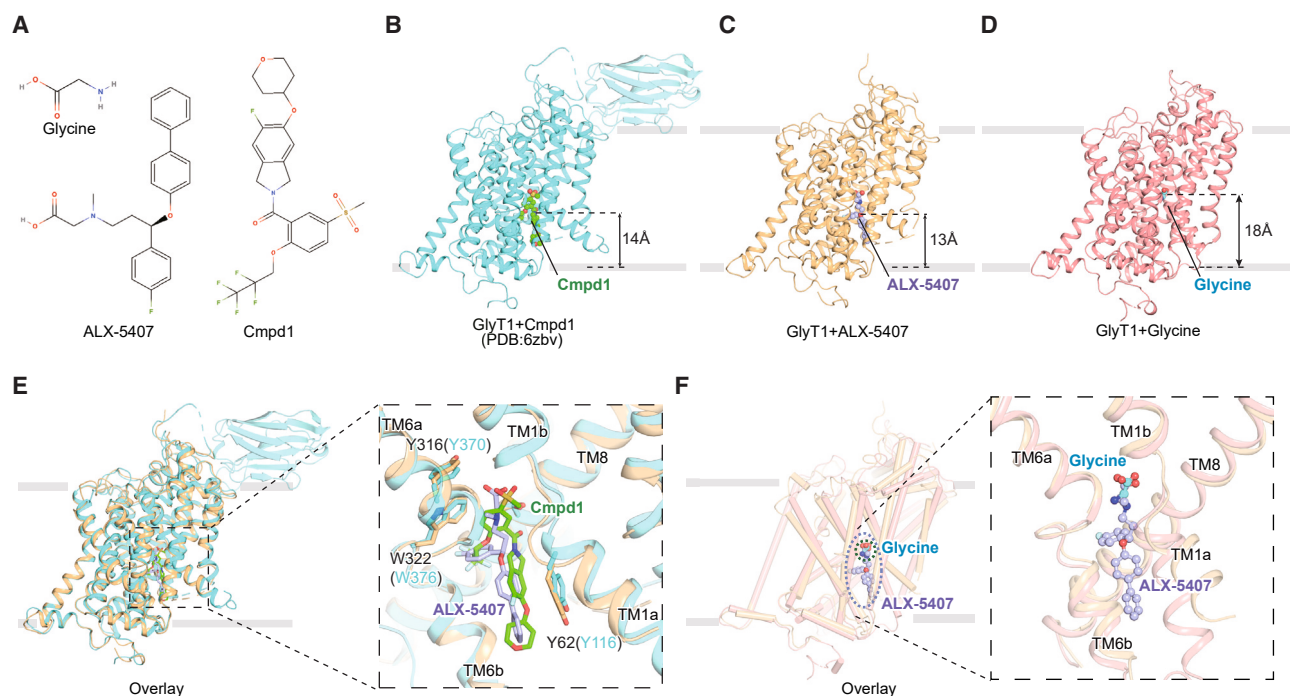 A
H
O
O
N
H
H
Glycine
HO
O
N
O
F
ALX-5407
O
O
F
N
O
O
S
O
O
F
F
F
F
F
Cmpd1
B
14Å
Cmpd1
GlyT1+Cmpd1
(PDB:6zbv)
C
13Å
ALX-5407
GlyT1+ALX-5407
D
18Å
Glycine
GlyT1+Glycine
E
Overlay
TM6a
Y316(Y370)
TM1b
TM8
Cmpd1
W322
(W376)
ALX-5407
TM1a
Y62(Y116)
TM6b
F
Glycine
ALX-5407
Overlay
TM1b
TM6a
Glycine
TM8
TM1a
ALX-5407
TM6b